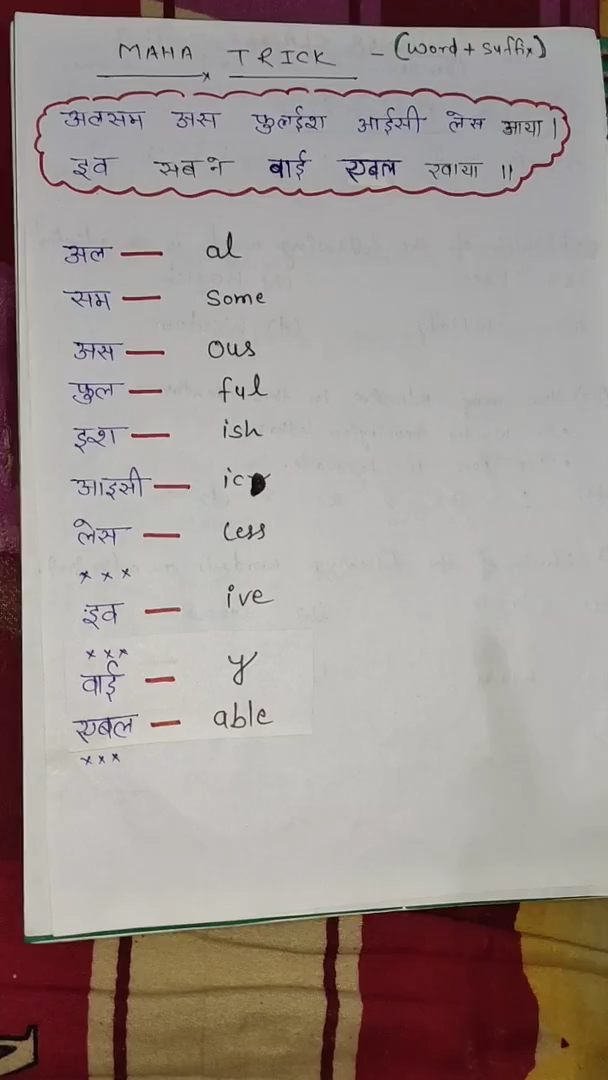 MAHA TRICK - (word + suffix)
अलसम अस फुलईश आईसी लेस आया।
इव सब ने वाई एबल खाया॥
अल — al
सम — some
अस — ous
फुल — ful
इश — ish
आइसी — ic
लेस — less
×××
इव — ive
×××
वाई — y
एबल — able
×××